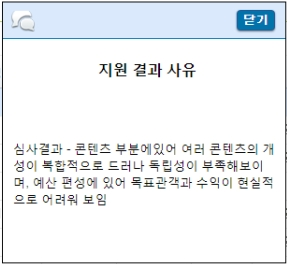 닫기
지원 결과 사유
심사결과 - 콘텐츠 부분에있어 여러 콘텐츠의 개
성이 복합적으로 드러나 독립성이 부족해보이
며, 예산 편성에 있어 목표관객과 수익이 현실적
으로 어려워 보임